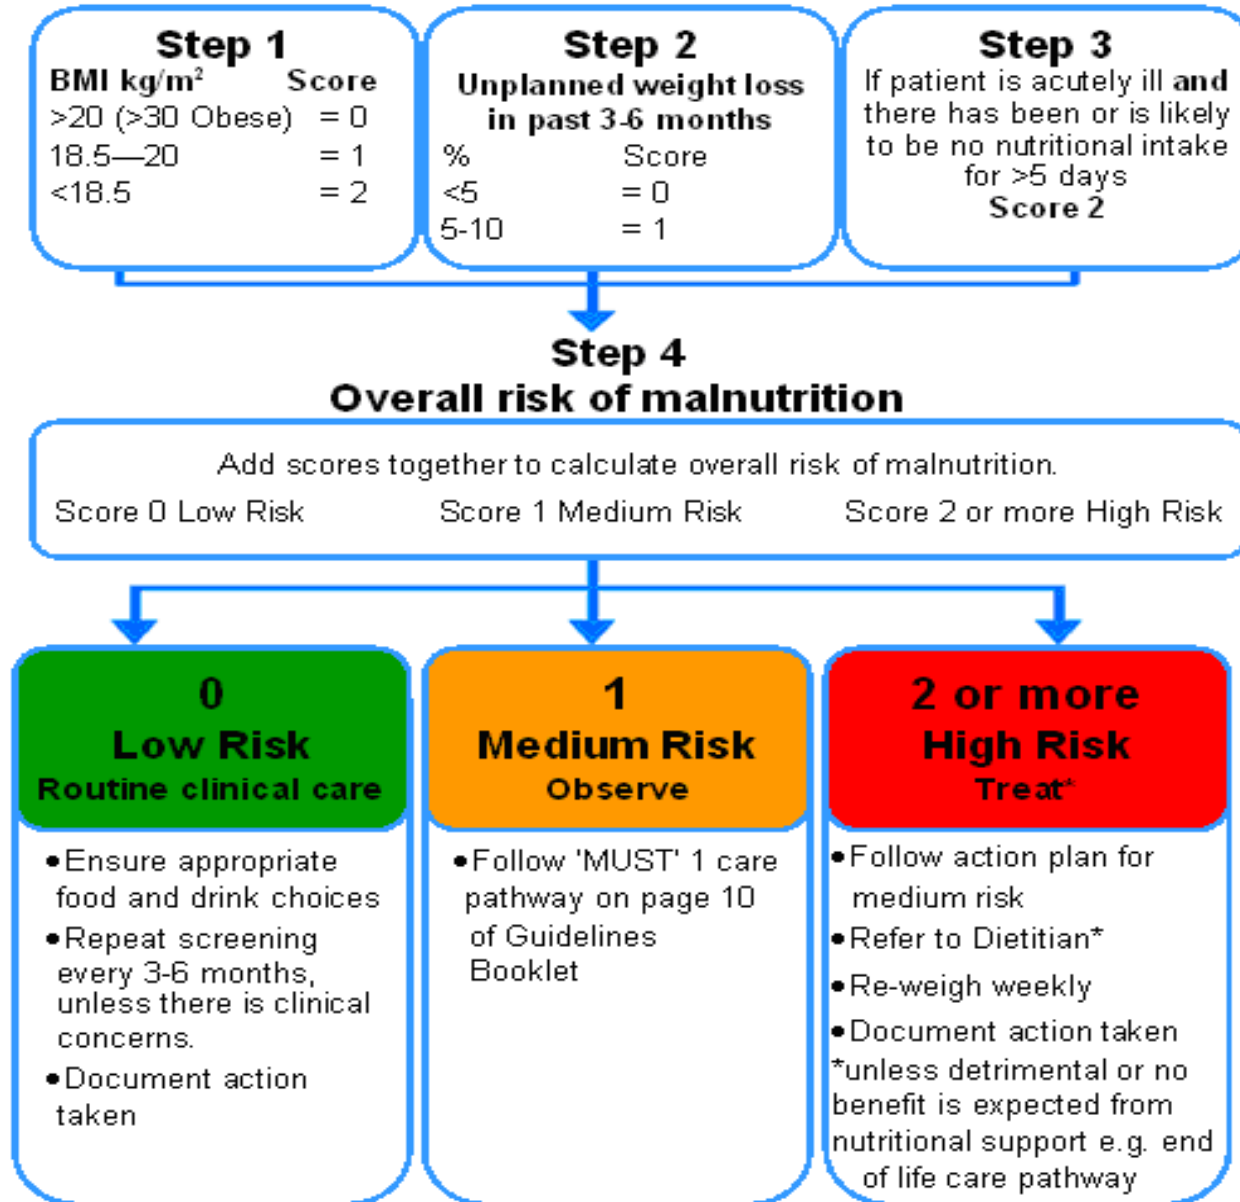 Step 1
BMI kg/m² Score
>20 (>30 Obese) = 0
18.5—20 = 1
<18.5 = 2
Step 2
Unplanned weight loss
in past 3-6 months
% Score
<5 = 0
5-10 = 1
Step 3
If patient is acutely ill and
there has been or is likely
to be no nutritional intake
for >5 days
Score 2
Step 4
Overall risk of malnutrition
Add scores together to calculate overall risk of malnutrition.
Score 0 Low Risk Score 1 Medium Risk Score 2 or more High Risk
0
Low Risk
Routine clinical care
•Ensure appropriate
food and drink choices
•Repeat screening
every 3-6 months,
unless there is clinical
concerns.
•Document action
taken
1
Medium Risk
Observe
•Follow 'MUST' 1 care
pathway on page 10
of Guidelines
Booklet
2 or more
High Risk
Treat*
•Follow action plan for
medium risk
•Refer to Dietitian*
•Re-weigh weekly
•Document action taken
*unless detrimental or no
benefit is expected from
nutritional support e.g. end
of life care pathway